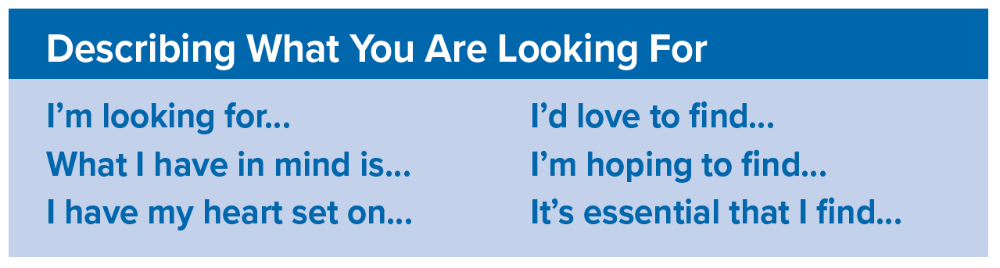 Describing What You Are Looking For
I’m looking for...
What I have in mind is...
I have my heart set on...
I’d love to find...
I’m hoping to find...
It’s essential that I find...